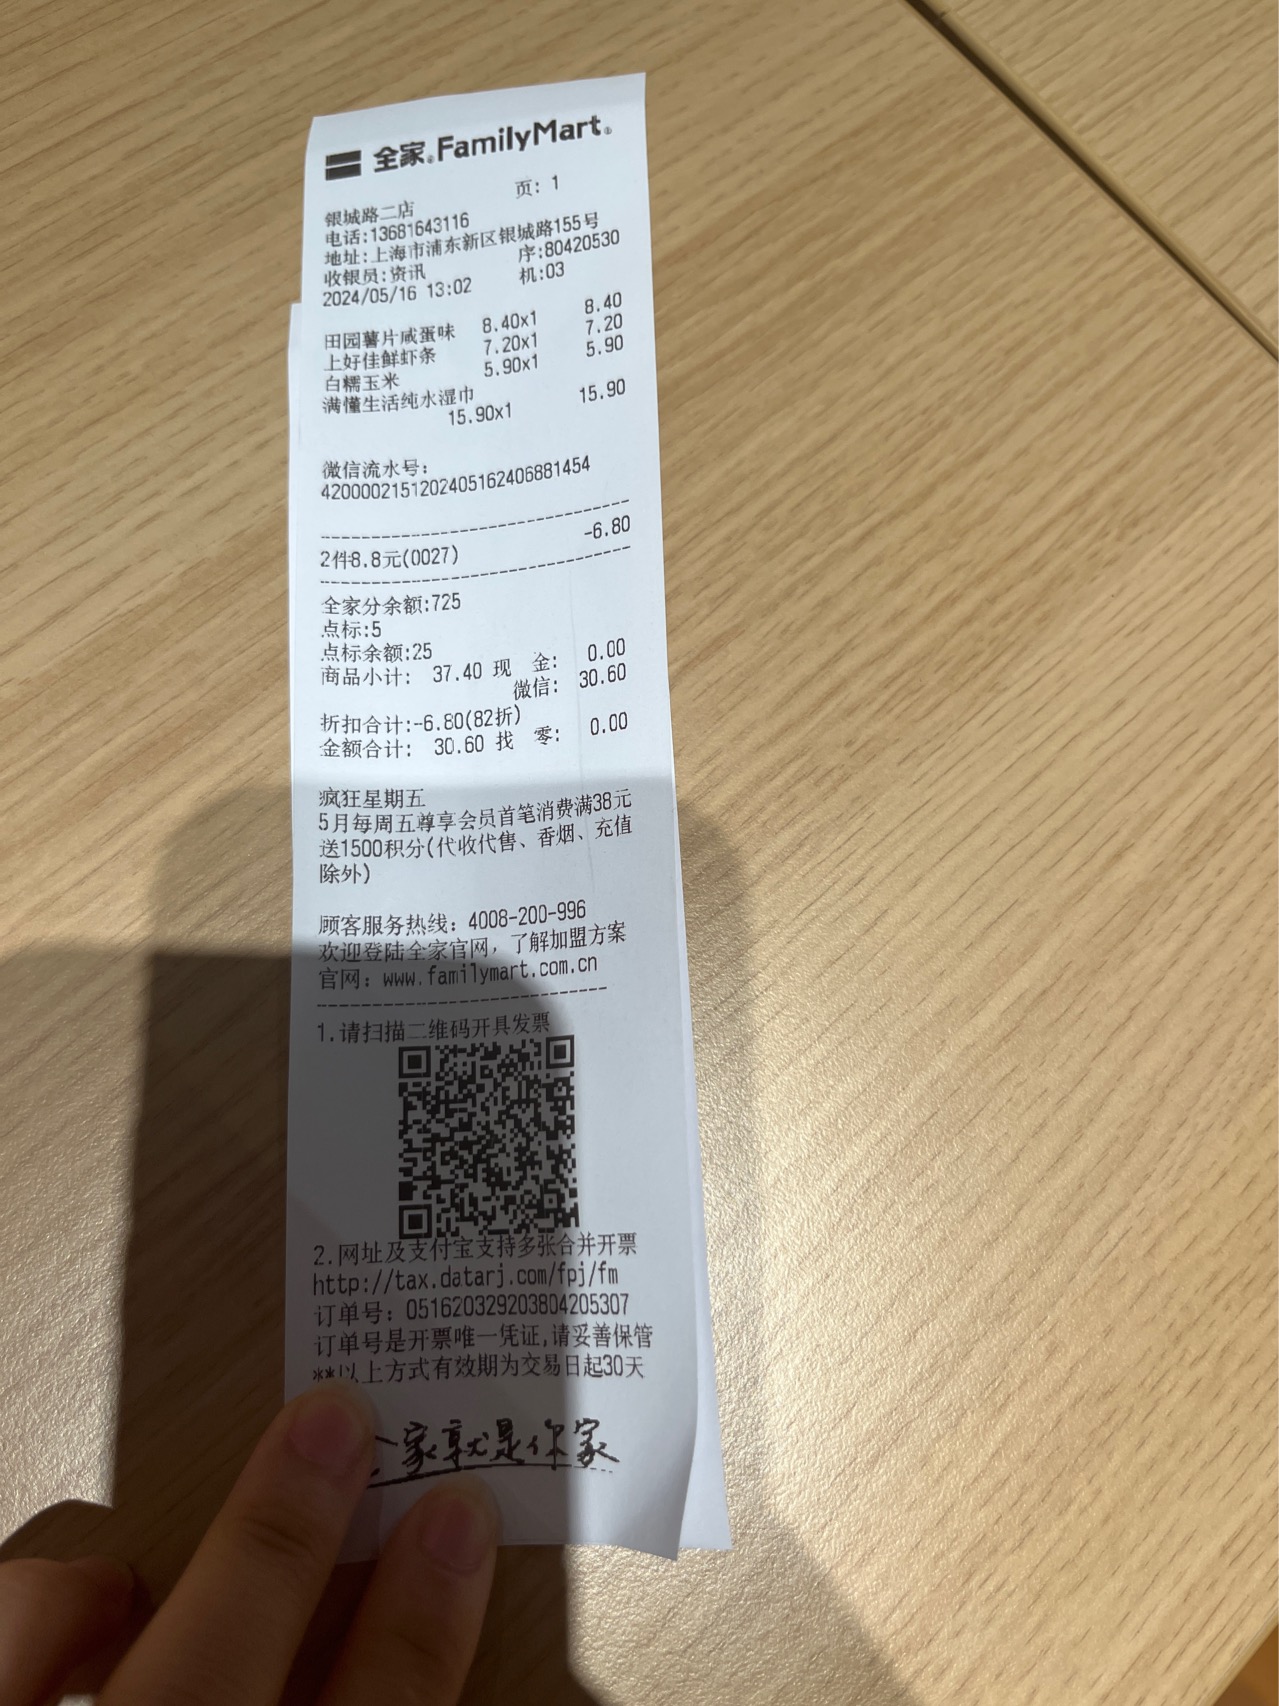 全家 FamilyMart
页: 1
银城路二店
电话:13681643116
地址:上海市浦东新区银城路155号
收银员:资讯 序:80420530
2024/05/16 13:02 机:03
田园薯片咸蛋味 8.40x1 8.40
上好佳鲜虾条 7.20x1 7.20
白糯玉米 5.90x1 5.90
满懂生活纯水湿巾
15.90x1 15.90
微信流水号:
4200002151202405162406881454
-6.80
2件8.8元(0027)
全家分余额:725
点标:5
点标余额:25
商品小计: 37.40 现 金: 0.00
微信: 30.60
折扣合计:-6.80(82折)
金额合计: 30.60 找 零: 0.00
疯狂星期五
5月每周五尊享会员首笔消费满38元
送1500积分(代收代售、香烟、充值
除外)
顾客服务热线: 4008-200-996
欢迎登陆全家官网, 了解加盟方案
官网: www.familymart.com.cn
1.请扫描二维码开具发票
2.网址及支付宝支持多张合并开票
http://tax.datarj.com/fpj/fm
订单号: 0516203292038042053​07
订单号是开票唯一凭证,请妥善保管
**以上方式有效期为交易日起30天
全家就是你家